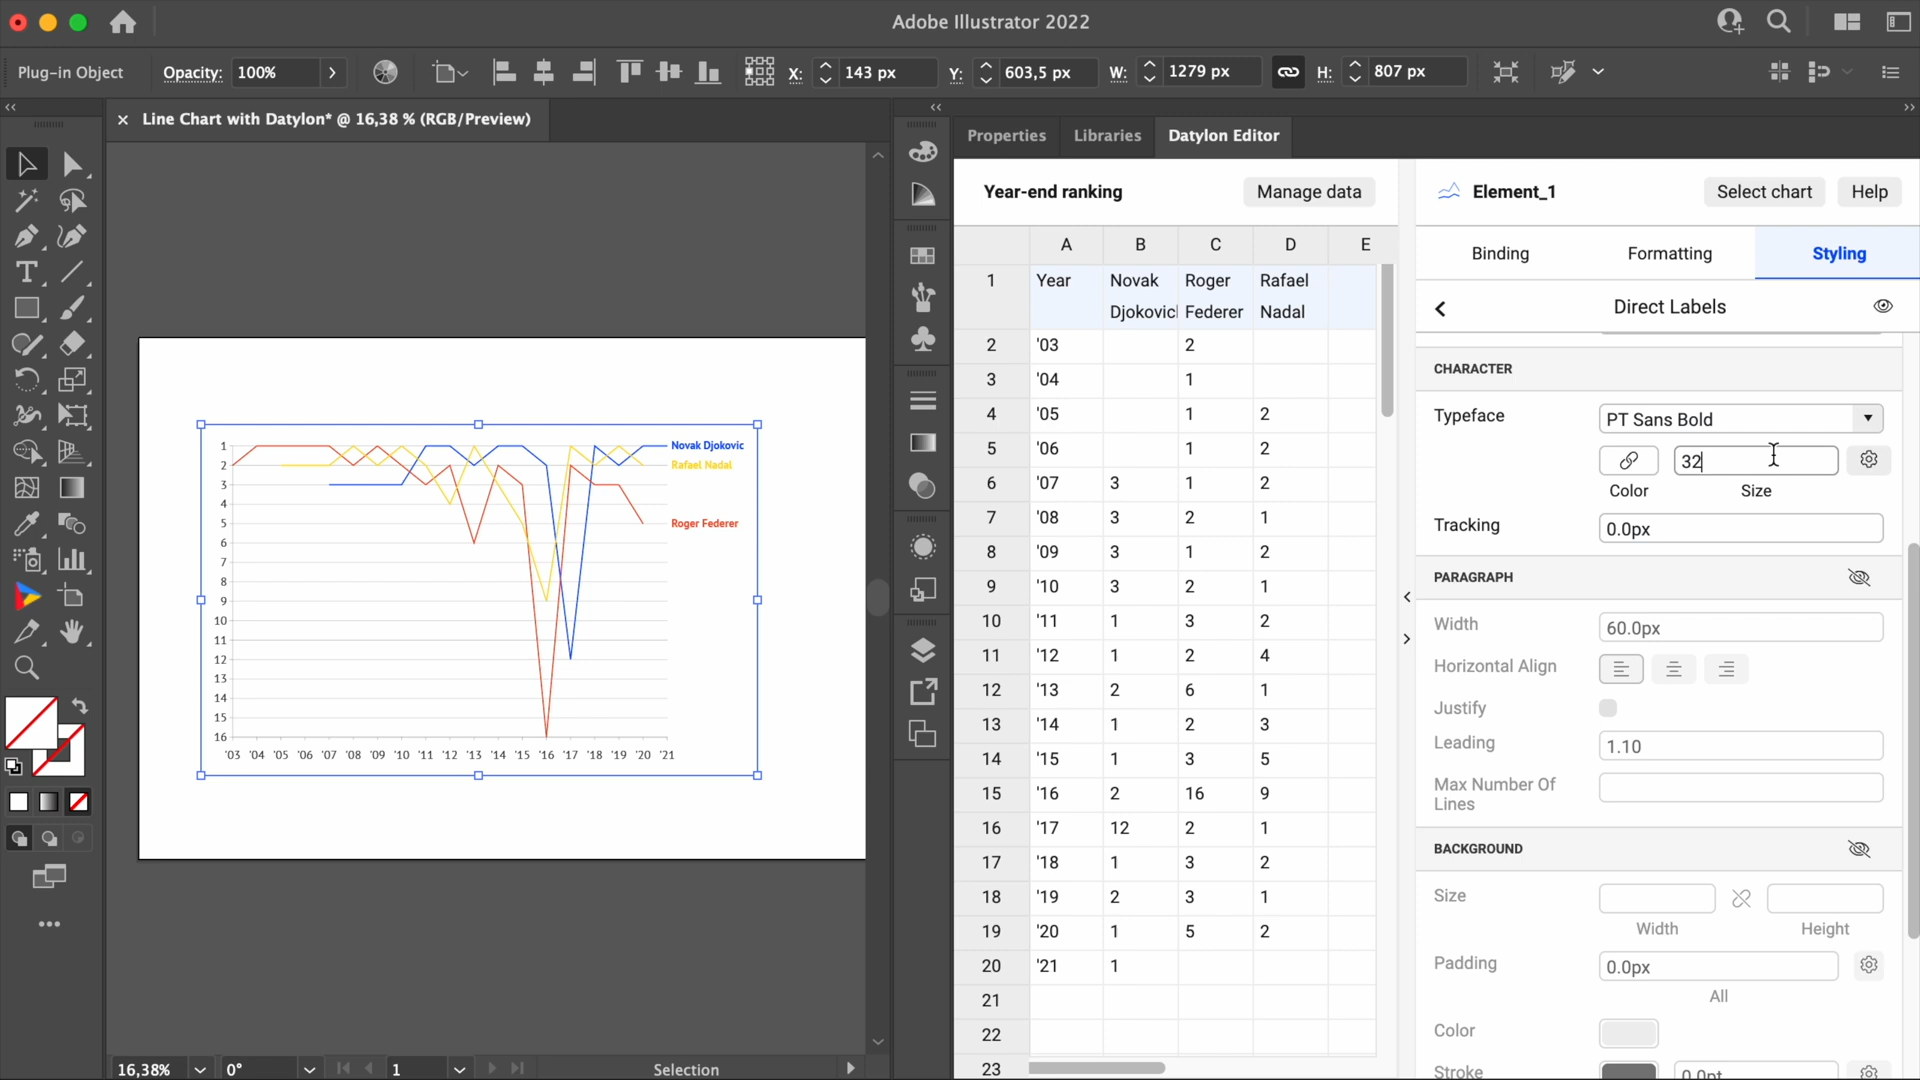 Adobe Illustrator 2022
Plug-in Object
Opacity:
100%
X:
143 px
Y:
603,5 px
W:
1279 px
H:
807 px
Line Chart with Datylon* @ 16,38 % (RGB/Preview)
Properties
Libraries
Datylon Editor
Year-end ranking
Manage data
Element_1
Select chart
Help
Binding
Formatting
Styling
Direct Labels
A B C D E
1 Year Novak Roger Rafael
Djokovic Federer Nadal
2 '03 2
3 '04 1
4 '05 1 2
5 '06 1 2
6 '07 3 1 2
7 '08 3 2 1
8 '09 3 1 2
9 '10 3 2 1
10 '11 1 3 2
11 '12 1 2 4
12 '13 2 6 1
13 '14 1 2 3
14 '15 1 3 5
15 '16 2 16 9
16 '17 12 2 1
17 '18 1 3 2
18 '19 2 3 1
19 '20 1 5 2
20 '21 1
21
22
23
CHARACTER
Typeface
PT Sans Bold
32
Color
Size
Tracking
0.0px
PARAGRAPH
Width
60.0px
Horizontal Align
Justify
Leading
1.10
Max Number Of
Lines
BACKGROUND
Size
Width
Height
Padding
0.0px
All
Color
Stroke
0.0pt
1
2
3
4
5
6
7
8
9
10
11
12
13
14
15
16
'03 '04 '05 '06 '07 '08 '09 '10 '11 '12 '13 '14 '15 '16 '17 '18 '19 '20 '21
Novak Djokovic
Rafael Nadal
Roger Federer
16,38%
0°
1
Selection